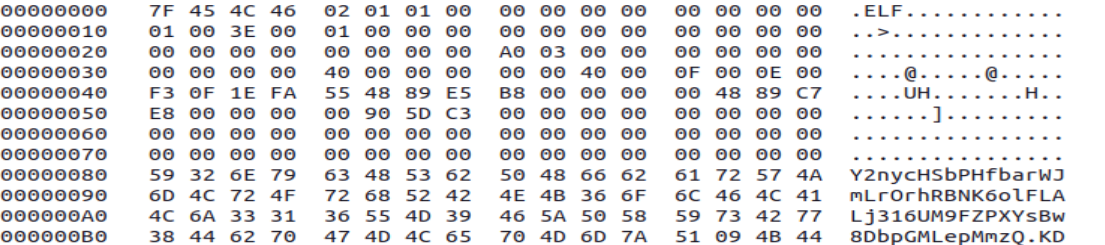 00000000 7F 45 4C 46 02 01 01 00 00 00 00 00 00 00 00 00 .ELF............
00000010 01 00 3E 00 01 00 00 00 00 00 00 00 00 00 00 00 ..>.............
00000020 00 00 00 00 00 00 00 00 A0 03 00 00 00 00 00 00 ................
00000030 00 00 00 00 40 00 00 00 00 00 40 00 0F 00 0E 00 ....@.....@.....
00000040 F3 0F 1E FA 55 48 89 E5 B8 00 00 00 00 48 89 C7 ....UH.......H..
00000050 E8 00 00 00 00 90 5D C3 00 00 00 00 00 00 00 00 ......].........
00000060 00 00 00 00 00 00 00 00 00 00 00 00 00 00 00 00 ................
00000070 00 00 00 00 00 00 00 00 00 00 00 00 00 00 00 00 ................
00000080 59 32 6E 79 63 48 53 62 50 48 66 62 61 72 57 4A Y2nycHSbPHfbarWJ
00000090 6D 4C 72 4F 72 68 52 42 4E 4B 36 6F 6C 46 4C 41 mLrOrhRBNK6olFLA
000000A0 4C 6A 33 31 36 55 4D 39 46 5A 50 58 59 73 42 77 Lj316UM9FZPXYsBw
000000B0 38 44 62 70 47 4D 4C 65 70 4D 6D 7A 51 09 4B 44 8DbpGMLepMmzQ.KD